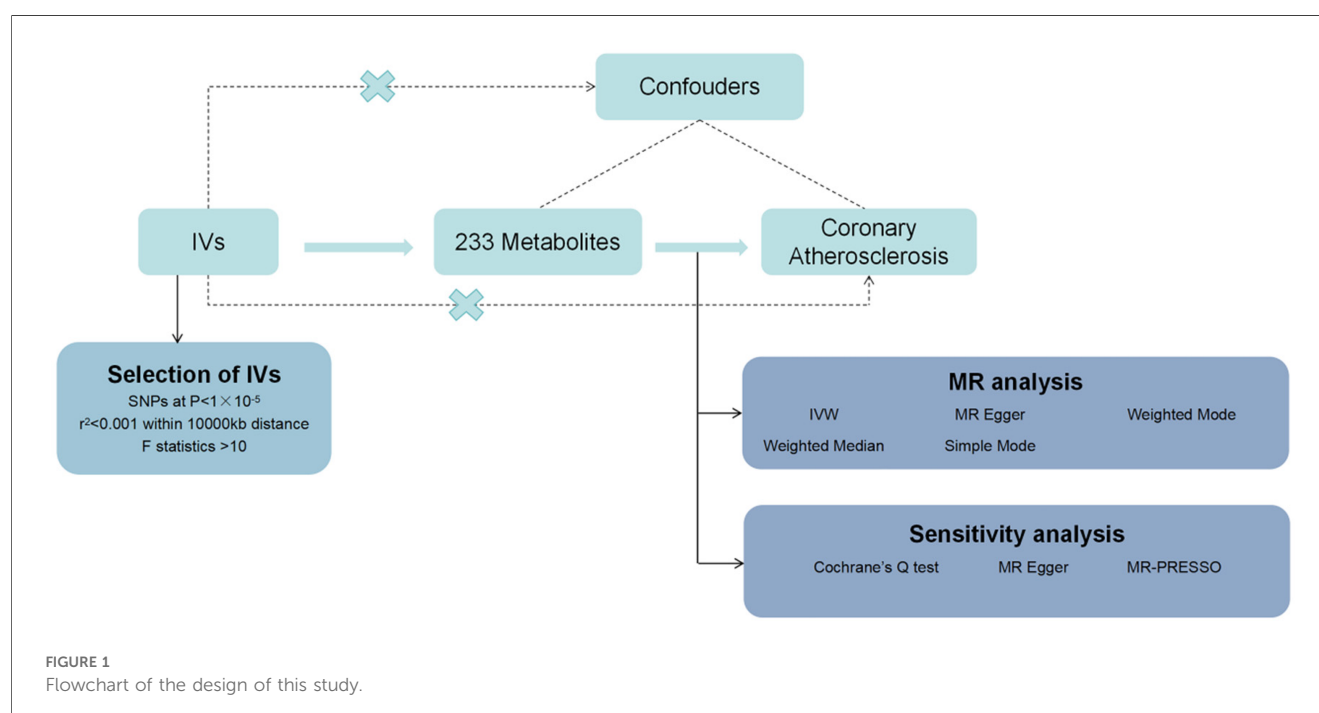 Confouders
IVs
233 Metabolites
Coronary
Atherosclerosis
Selection of IVs
SNPs at P<1×10⁻⁵
r²<0.001 within 10000kb distance
F statistics >10
MR analysis
IVW MR Egger Weighted Mode
Weighted Median Simple Mode
Sensitivity analysis
Cochrane's Q test MR Egger MR-PRESSO
FIGURE 1
Flowchart of the design of this study.